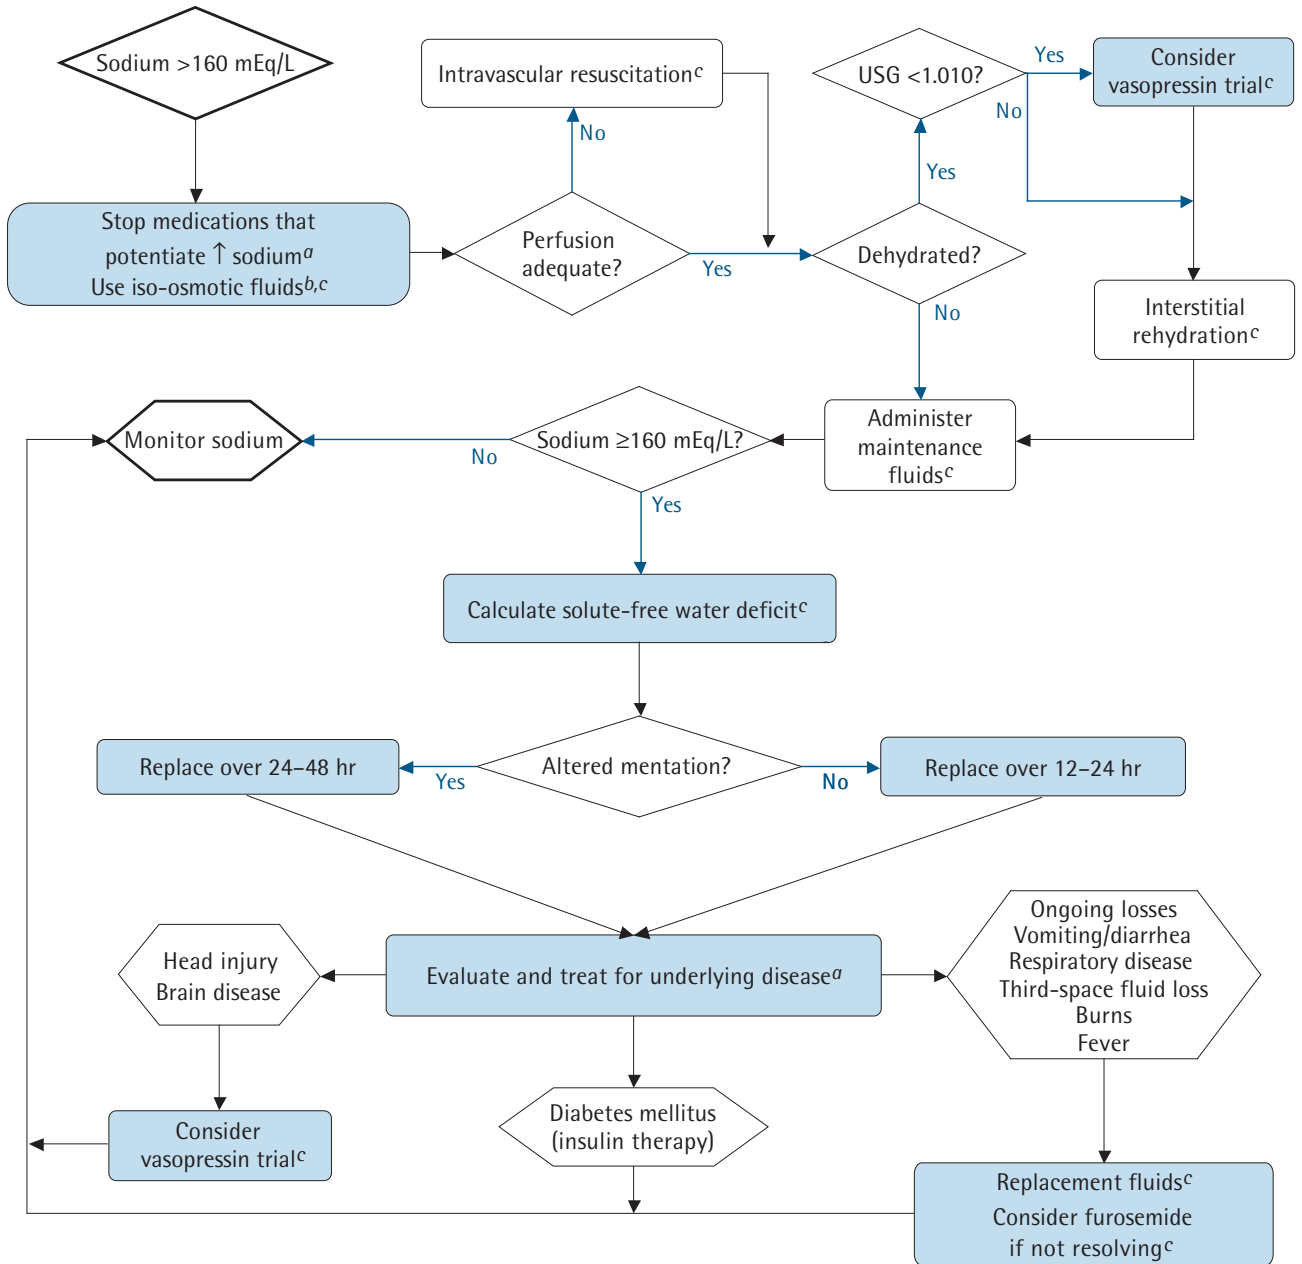 Sodium >160 mEq/L
Stop medications that
potentiate ↑ sodiumᵃ
Use iso-osmotic fluidsᵇ,ᶜ
Perfusion
adequate?
No
Intravascular resuscitationᶜ
Yes
Dehydrated?
Yes
USG <1.010?
Yes
No
Consider
vasopressin trialᶜ
Interstitial
rehydrationᶜ
No
Administer
maintenance
fluidsᶜ
Sodium ≥160 mEq/L?
No
Monitor sodium
Yes
Calculate solute-free water deficitᶜ
Altered mentation?
Yes
Replace over 24–48 hr
No
Replace over 12–24 hr
Evaluate and treat for underlying diseaseᵃ
Head injury
Brain disease
Consider
vasopressin trialᶜ
Diabetes mellitus
(insulin therapy)
Ongoing losses
Vomiting/diarrhea
Respiratory disease
Third-space fluid loss
Burns
Fever
Replacement fluidsᶜ
Consider furosemide
if not resolvingᶜ